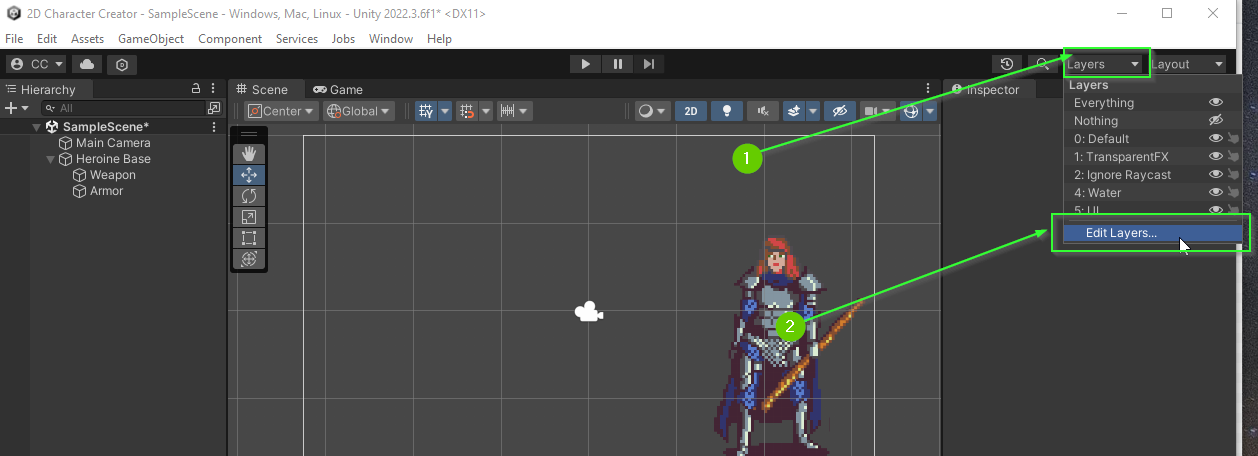 2D Character Creator - SampleScene - Windows, Mac, Linux - Unity 2022.3.6f1* <DX11>
File Edit Assets GameObject Component Services Jobs Window Help
CC Layers Layout
Hierarchy Scene Game Inspector
All Center Global 2D
SampleScene*
Main Camera
Heroine Base
Weapon
Armor
Layers
Everything
Nothing
0: Default
1: TransparentFX
2: Ignore Raycast
4: Water
5: UI
Edit Layers...
1
2